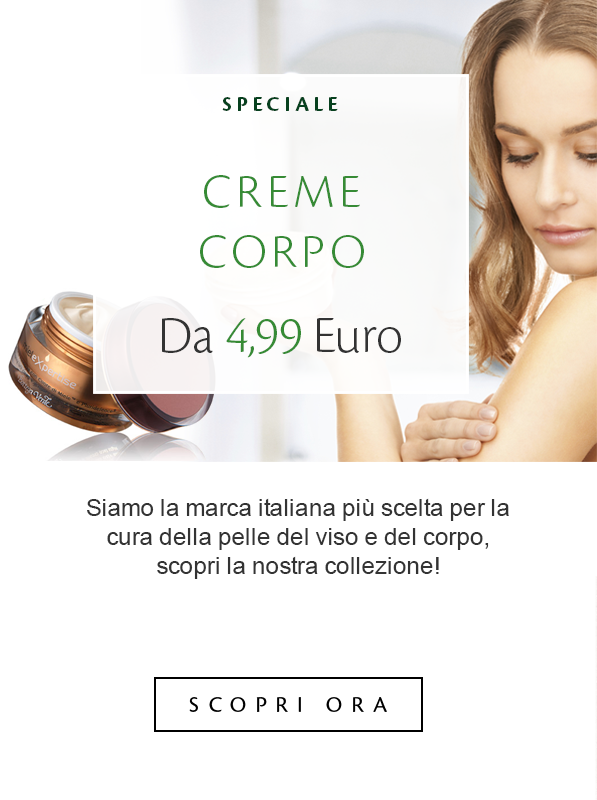 SPECIALE
CREME
CORPO
Da 4,99 Euro
Siamo la marca italiana più scelta per la
cura della pelle del viso e del corpo,
scopri la nostra collezione!
SCOPRI ORA